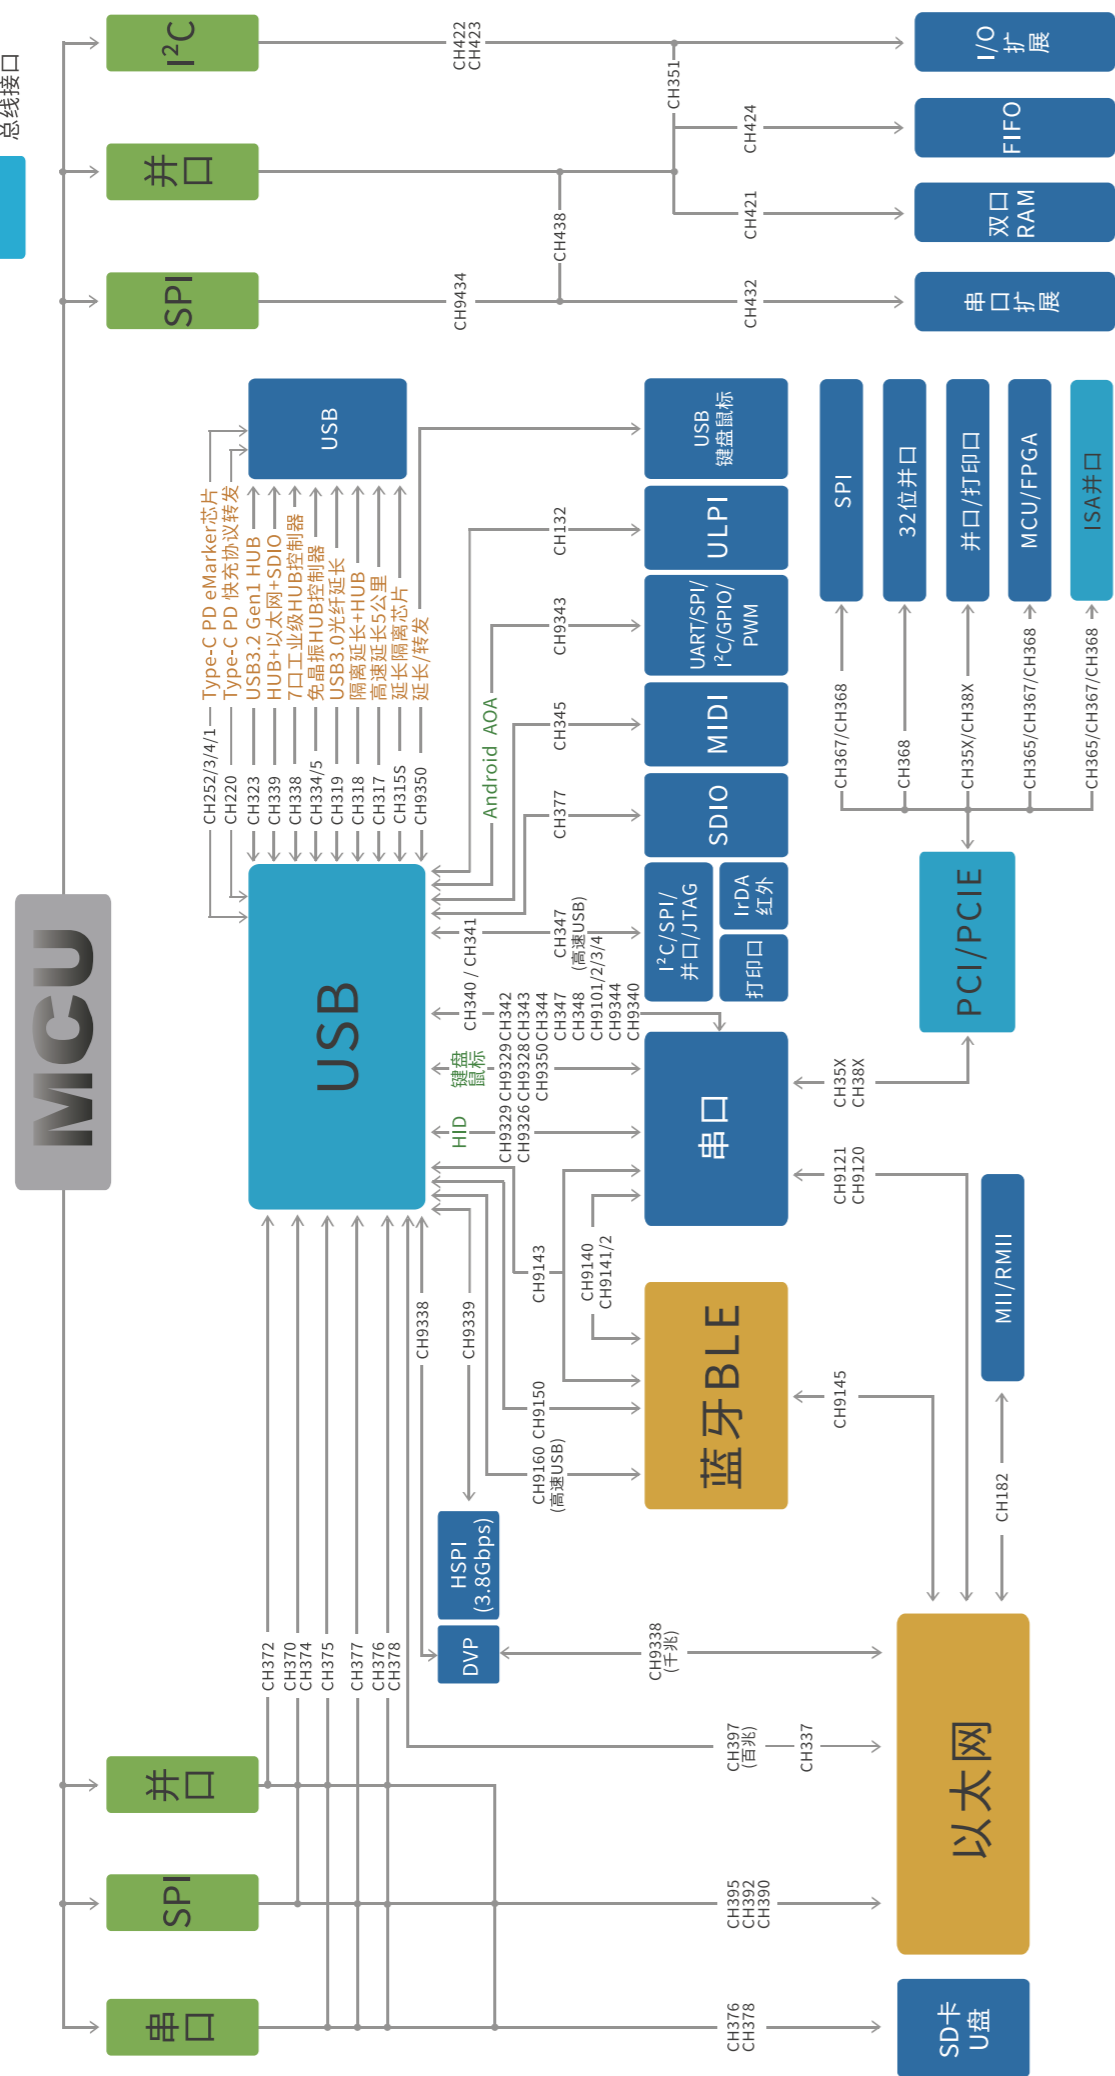 总线接口
MCU
I²C
并口
SPI
CH422
CH423
CH351
CH424
CH421
CH438
CH9434
CH432
I/O
扩展
FIFO
双口
RAM
串口
扩展
USB
Type-C PD eMarker芯片
Type-C PD 快充协议转发
USB3.2 Gen1 HUB
HUB+以太网+SDIO
7口工业级HUB控制器
免晶振HUB控制器
USB3.0光纤延长
隔离延长+HUB
高速延长5公里
延长隔离芯片
延长/转发
CH252/3/4/1
CH220
CH323
CH339
CH338
CH334/5
CH319
CH318
CH317
CH315S
CH9350
USB
Android AOA
CH132
CH9343
CH345
CH377
CH347
(高速USB)
CH340 / CH341
CH342
CH343
CH344
CH347
CH348
CH9101/2/3/4
CH9344
CH9340
键盘
鼠标
CH9329
CH9328
CH9350
HID
CH9329
CH9326
USB
键盘鼠标
ULPI
UART/SPI/
I²C/GPIO/
PWM
MIDI
SDIO
I²C/SPI/
并口/JTAG
IrDA
红外
打印口
串口
SPI
32位并口
并口/打印口
MCU/FPGA
ISA并口
CH367/CH368
CH368
CH35X/CH38X
CH365/CH367/CH368
CH365/CH367/CH368
PCI/PCIE
CH35X
CH38X
CH9121
CH9120
MII/RMII
CH182
CH9143
CH9140
CH9141/2
CH9150
CH9160
(高速USB)
蓝牙BLE
CH9145
CH9338
CH9339
HSPI
(3.8Gbps)
DVP
CH9338
(千兆)
CH397
(百兆)
CH337
CH372
CH370
CH374
CH375
CH377
CH376
CH378
并口
SPI
串口
CH395
CH392
CH390
CH376
CH378
以太网
SD卡
U盘